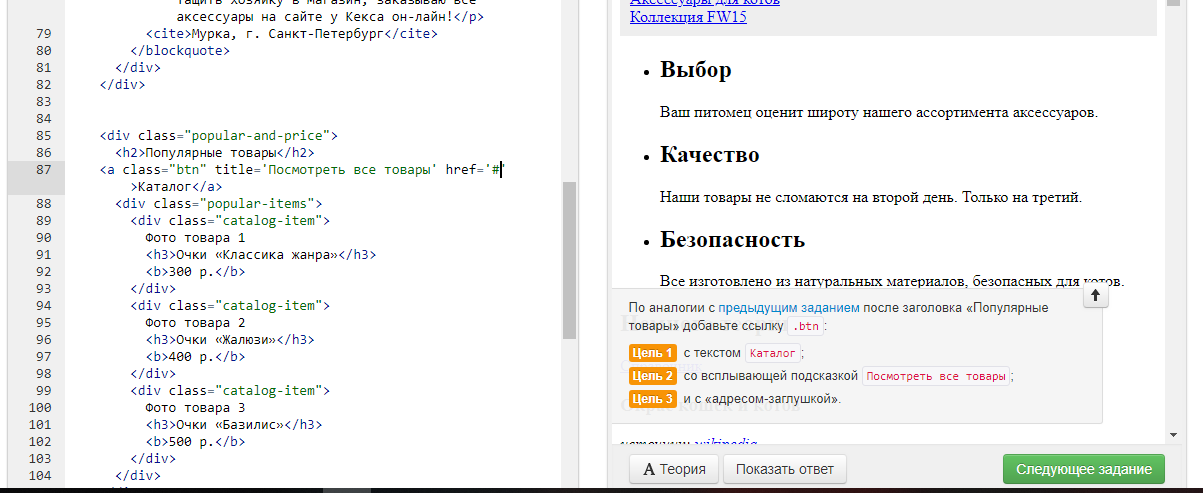 тащить хозяйку в магазин, заказываю все
аксессуары на сайте у Кекса он-лайн!</p>
79 <cite>Мурка, г. Санкт-Петербург</cite>
80 </blockquote>
81 </div>
82 </div>
83
84
85 <div class="popular-and-price">
86 <h2>Популярные товары</h2>
87 <a class="btn" title='Посмотреть все товары' href='#'
>Каталог</a>
88 <div class="popular-items">
89 <div class="catalog-item">
90 Фото товара 1
91 <h3>Очки «Классика жанра»</h3>
92 <b>300 р.</b>
93 </div>
94 <div class="catalog-item">
95 Фото товара 2
96 <h3>Очки «Жалюзи»</h3>
97 <b>400 р.</b>
98 </div>
99 <div class="catalog-item">
100 Фото товара 3
101 <h3>Очки «Базилис»</h3>
102 <b>500 р.</b>
103 </div>
104 </div>
Аксессуары для котов
Коллекция FW15
Выбор
Ваш питомец оценит широту нашего ассортимента аксессуаров.
Качество
Наши товары не сломаются на второй день. Только на третий.
Безопасность
Все изготовлено из натуральных материалов, безопасных для котов.
По аналогии с предыдущим заданием после заголовка «Популярные
товары» добавьте ссылку .btn:
Цель 1 с текстом Каталог;
Цель 2 со всплывающей подсказкой Посмотреть все товары;
Цель 3 и с «адресом-заглушкой».
источник wikipedia
A Теория
Показать ответ
Следующее задание